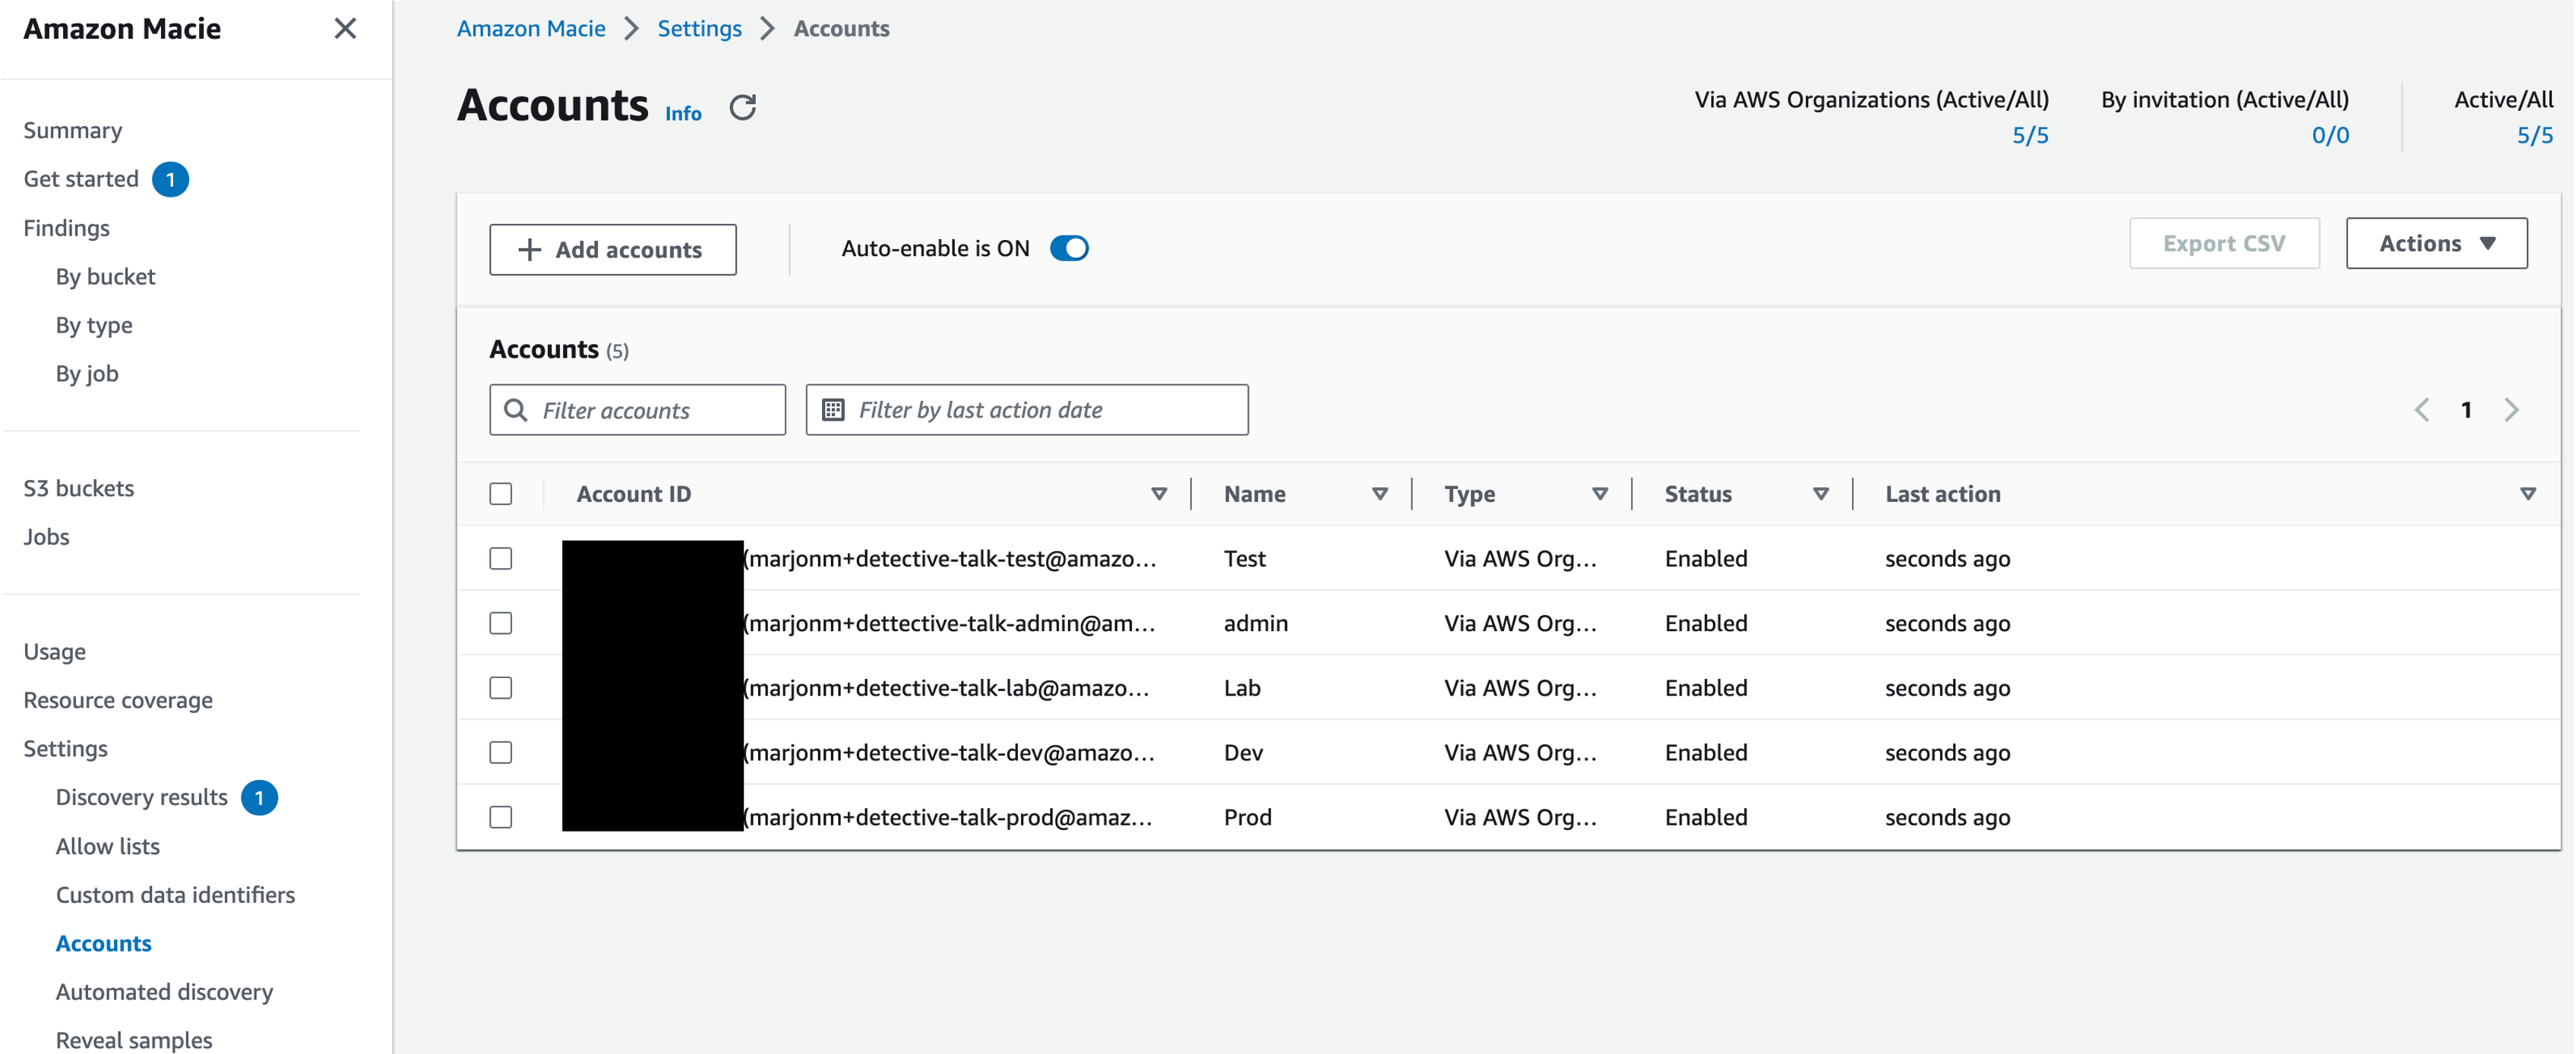 Amazon Macie
Summary
Get started 1
Findings
By bucket
By type
By job
S3 buckets
Jobs
Usage
Resource coverage
Settings
Discovery results 1
Allow lists
Custom data identifiers
Accounts
Automated discovery
Reveal samples
Amazon Macie Settings Accounts
Accounts Info
Via AWS Organizations (Active/All)
5/5
By invitation (Active/All)
0/0
Active/All
5/5
Add accounts
Auto-enable is ON
Export CSV
Actions
Accounts (5)
Filter accounts
Filter by last action date
1
Account ID Name Type Status Last action
(marjonm+detective-talk-test@amazo... Test Via AWS Org... Enabled seconds ago
(marjonm+dettective-talk-admin@am... admin Via AWS Org... Enabled seconds ago
(marjonm+detective-talk-lab@amazo... Lab Via AWS Org... Enabled seconds ago
(marjonm+detective-talk-dev@amazo... Dev Via AWS Org... Enabled seconds ago
(marjonm+detective-talk-prod@amaz... Prod Via AWS Org... Enabled seconds ago